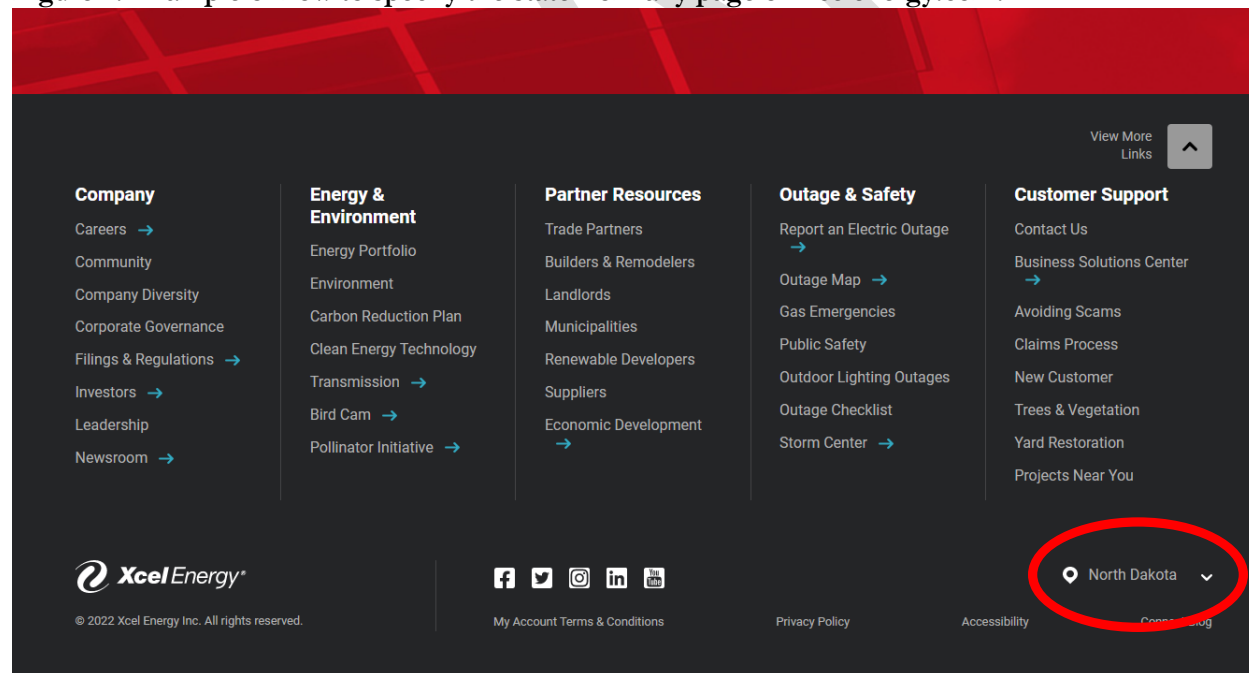 View More
Links
Company
Careers →
Community
Company Diversity
Corporate Governance
Filings & Regulations →
Investors →
Leadership
Newsroom →
Energy &
Environment
Energy Portfolio
Environment
Carbon Reduction Plan
Clean Energy Technology
Transmission →
Bird Cam →
Pollinator Initiative →
Partner Resources
Trade Partners
Builders & Remodelers
Landlords
Municipalities
Renewable Developers
Suppliers
Economic Development
→
Outage & Safety
Report an Electric Outage
→
Outage Map →
Gas Emergencies
Public Safety
Outdoor Lighting Outages
Outage Checklist
Storm Center →
Customer Support
Contact Us
Business Solutions Center
→
Avoiding Scams
Claims Process
New Customer
Trees & Vegetation
Yard Restoration
Projects Near You
Xcel Energy®
You
Tube
North Dakota
© 2022 Xcel Energy Inc. All rights reserved.
My Account Terms & Conditions
Privacy Policy
Accessibility